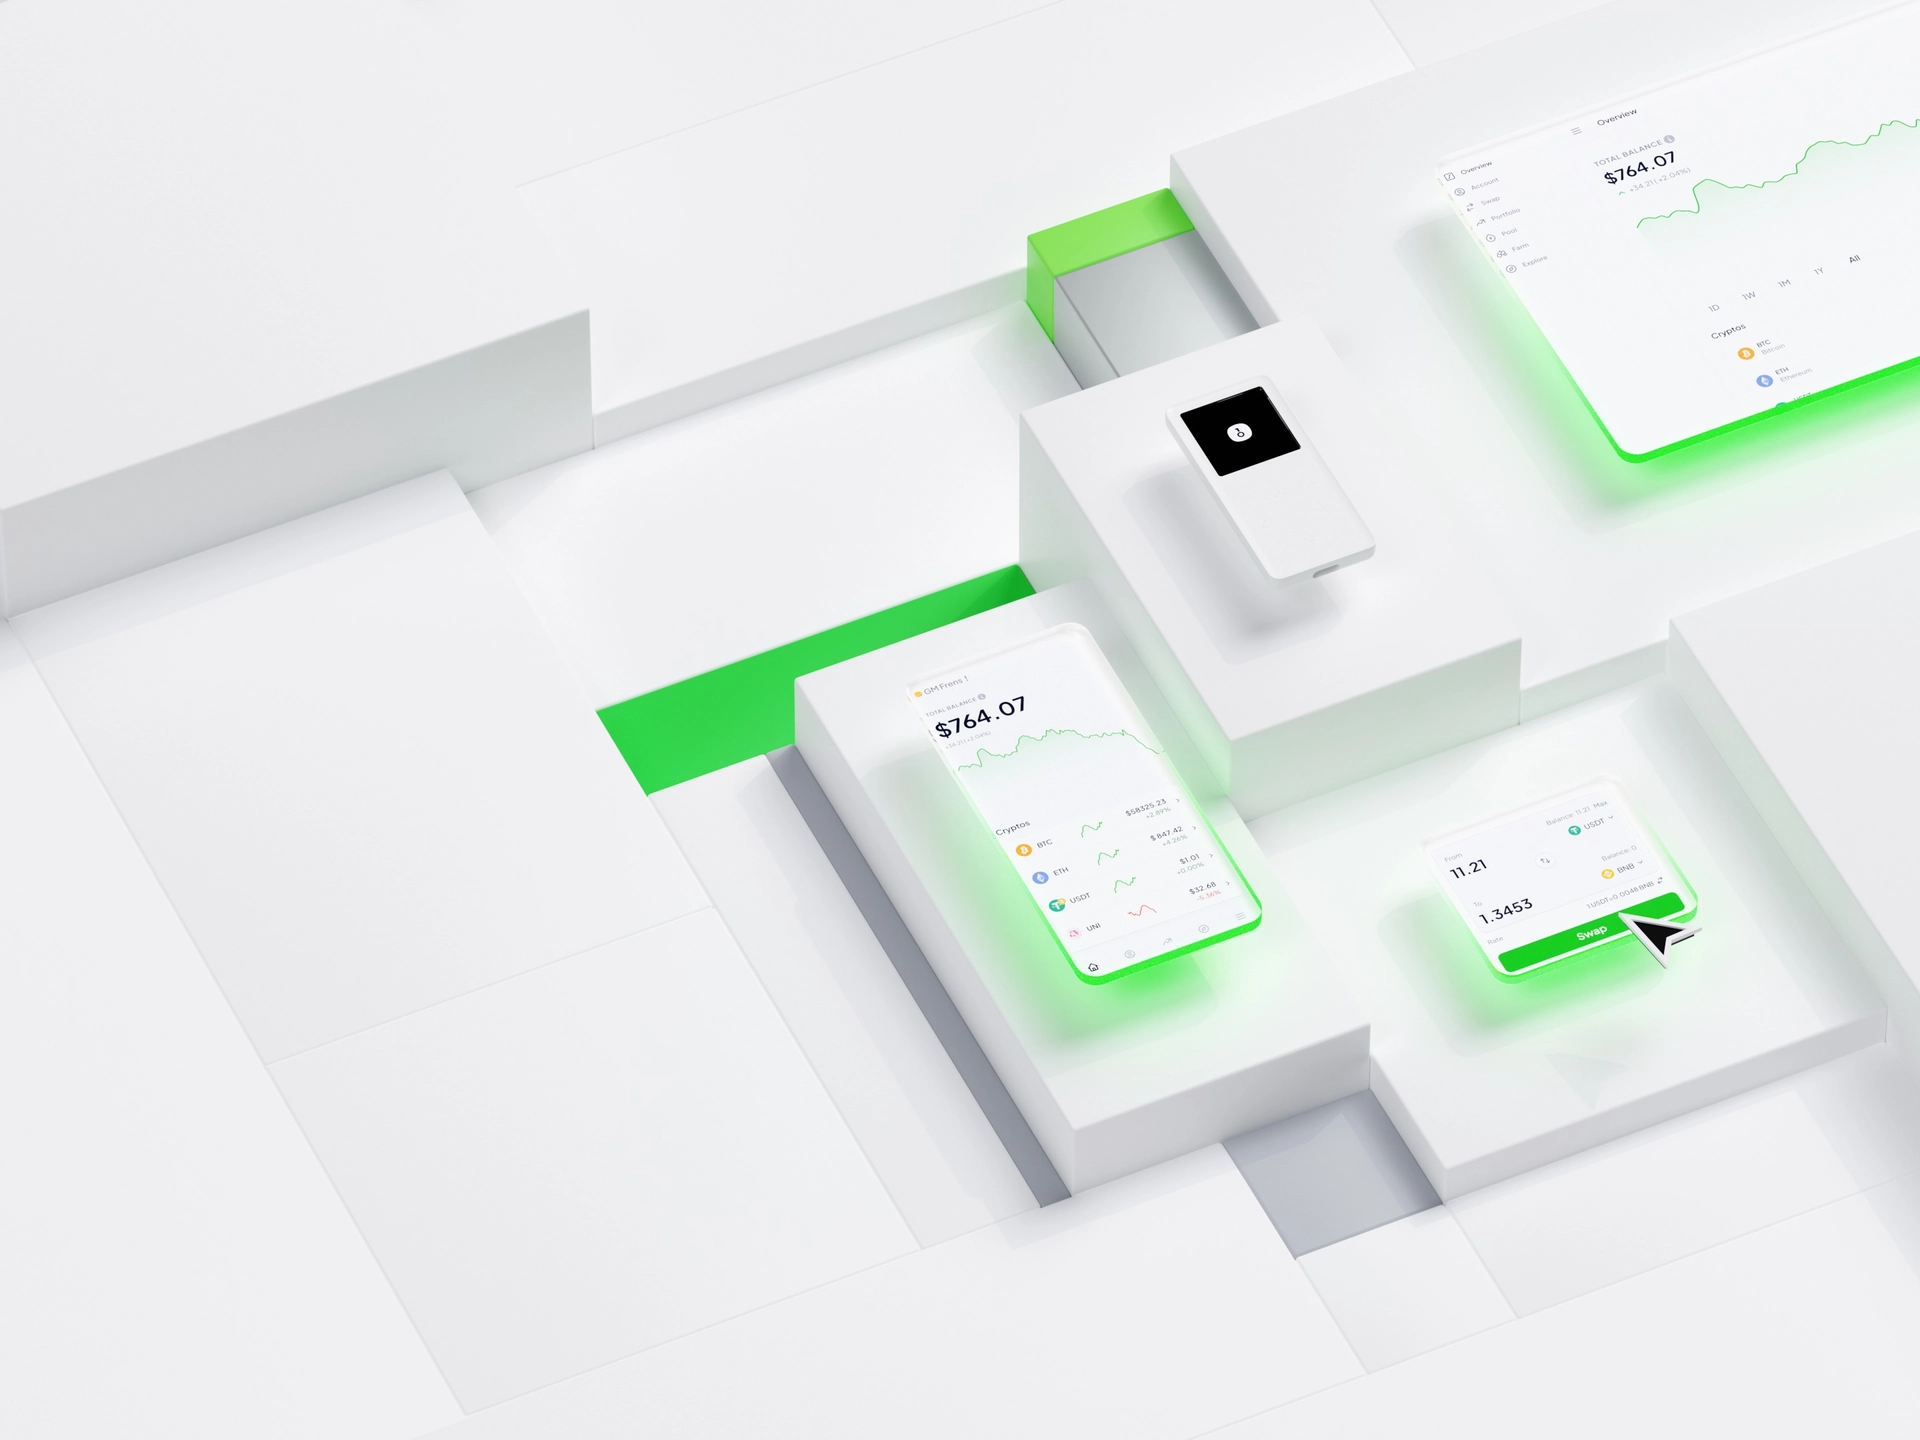 Overview
TOTAL BALANCE
$764.07
+34.21(+2.04%)
Overview
Account
Swap
Portfolio
Pool
Farm
Explore
1D 1W 1M 1Y All
Cryptos
BTC
Bitcoin
ETH
Ethereum
GM Frens !
TOTAL BALANCE
$764.07
+34.21(+2.04%)
Cryptos
BTC $58325.23 +2.89%
ETH $847.42 +4.26%
USDT $1.01 +0.00%
UNI $32.68 -5.36%
From Balance: 11.21 Max
11.21 USDT
To Balance: 0
1.3453 BNB
Rate 1 USDT=0.0048 BNB
Swap